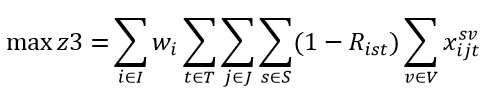 max z3 = ∑_{i∈I} w_i ∑_{t∈T} ∑_{j∈J} ∑_{s∈S} (1 − R_{ist}) ∑_{v∈V} x_{ijt}^{sv}